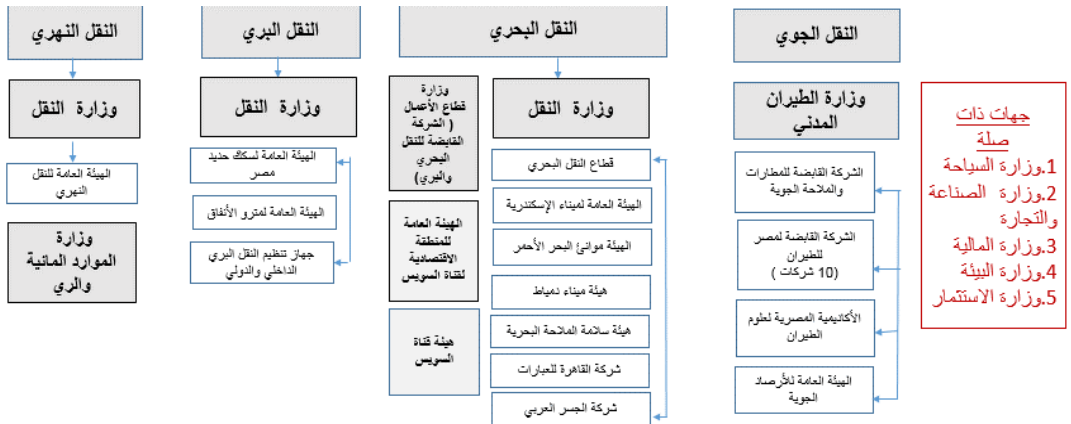 النقل الجوي
وزارة الطيران
المدني
الشركة القابضة للمطارات
والملاحة الجوية
الشركة القابضة لمصر
للطيران
(10 شركات )
الأكاديمية المصرية لعلوم
الطيران
الهيئة العامة للأرصاد
الجوية
جهات ذات
صلة
1.وزارة السياحة
2.وزارة الصناعة
والتجارة
3.وزارة المالية
4.وزارة البيئة
5.وزارة الاستثمار
النقل البحري
وزارة النقل
قطاع النقل البحري
الهيئة العامة لميناء الإسكندرية
الهيئة موانئ البحر الأحمر
هيئة ميناء دمياط
هيئة سلامة الملاحة البحرية
شركة القاهرة للعبارات
شركة الجسر العربي
وزارة
قطاع الأعمال
( الشركة
القابضة للنقل
البحري
والبري)
الهيئة العامة
للمنطقة
الاقتصادية
لقناة السويس
هيئة قناة
السويس
النقل البري
وزارة النقل
الهيئة العامة لسكك حديد
مصر
الهيئة العامة لمترو الأنفاق
جهاز تنظيم النقل البري
الداخلي والدولي
النقل النهري
وزارة النقل
الهيئة العامة للنقل
النهري
وزارة
الموارد المائية
والري